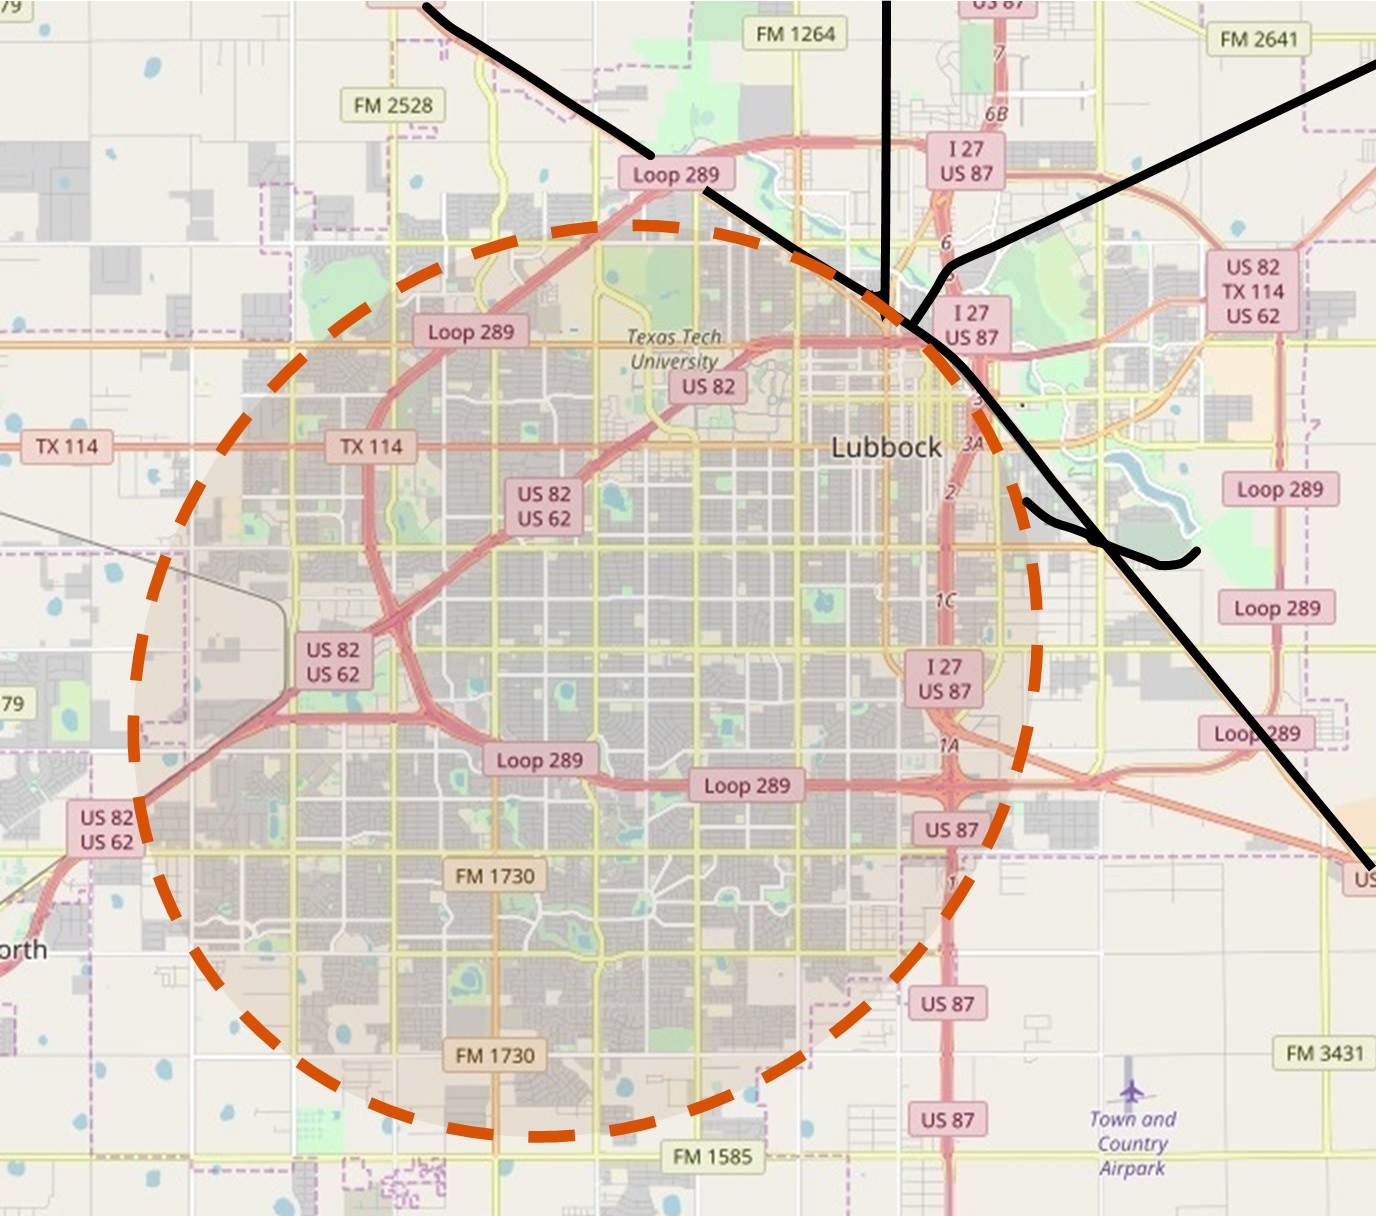 79
US 87
FM 1264
FM 2641
7
FM 2528
6B
I 27
US 87
Loop 289
6
US 82
TX 114
US 62
I 27
US 87
Loop 289
Texas Tech
University
US 82
3
TX 114
TX 114
Lubbock
3A
US 82
US 62
2
Loop 289
1C
Loop 289
US 82
US 62
I 27
US 87
79
Loop 289
1A
Loop 289
Loop 289
US 82
US 62
US 87
FM 1730
1
US
orth
US 87
FM 1730
FM 3431
US 87
Town and
Country
Airpark
FM 1585